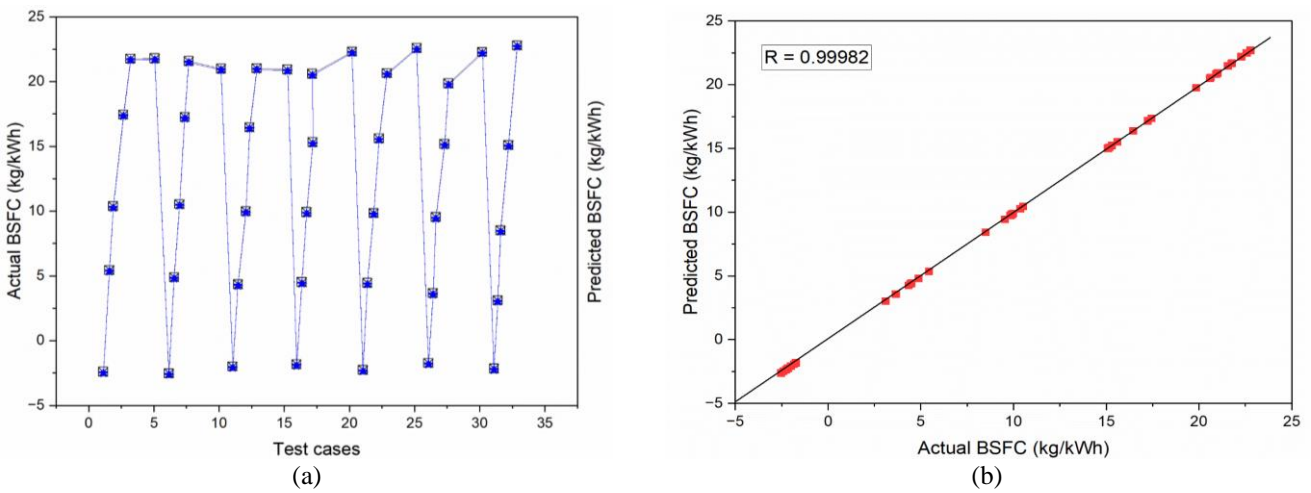 25
20
15
10
5
0
−5
Actual BSFC (kg/kWh)
Predicted BSFC (kg/kWh)
0 5 10 15 20 25 30 35
Test cases
(a)
R = 0.99982
25
20
15
10
5
0
−5
Predicted BSFC (kg/kWh)
−5 0 5 10 15 20 25
Actual BSFC (kg/kWh)
(b)